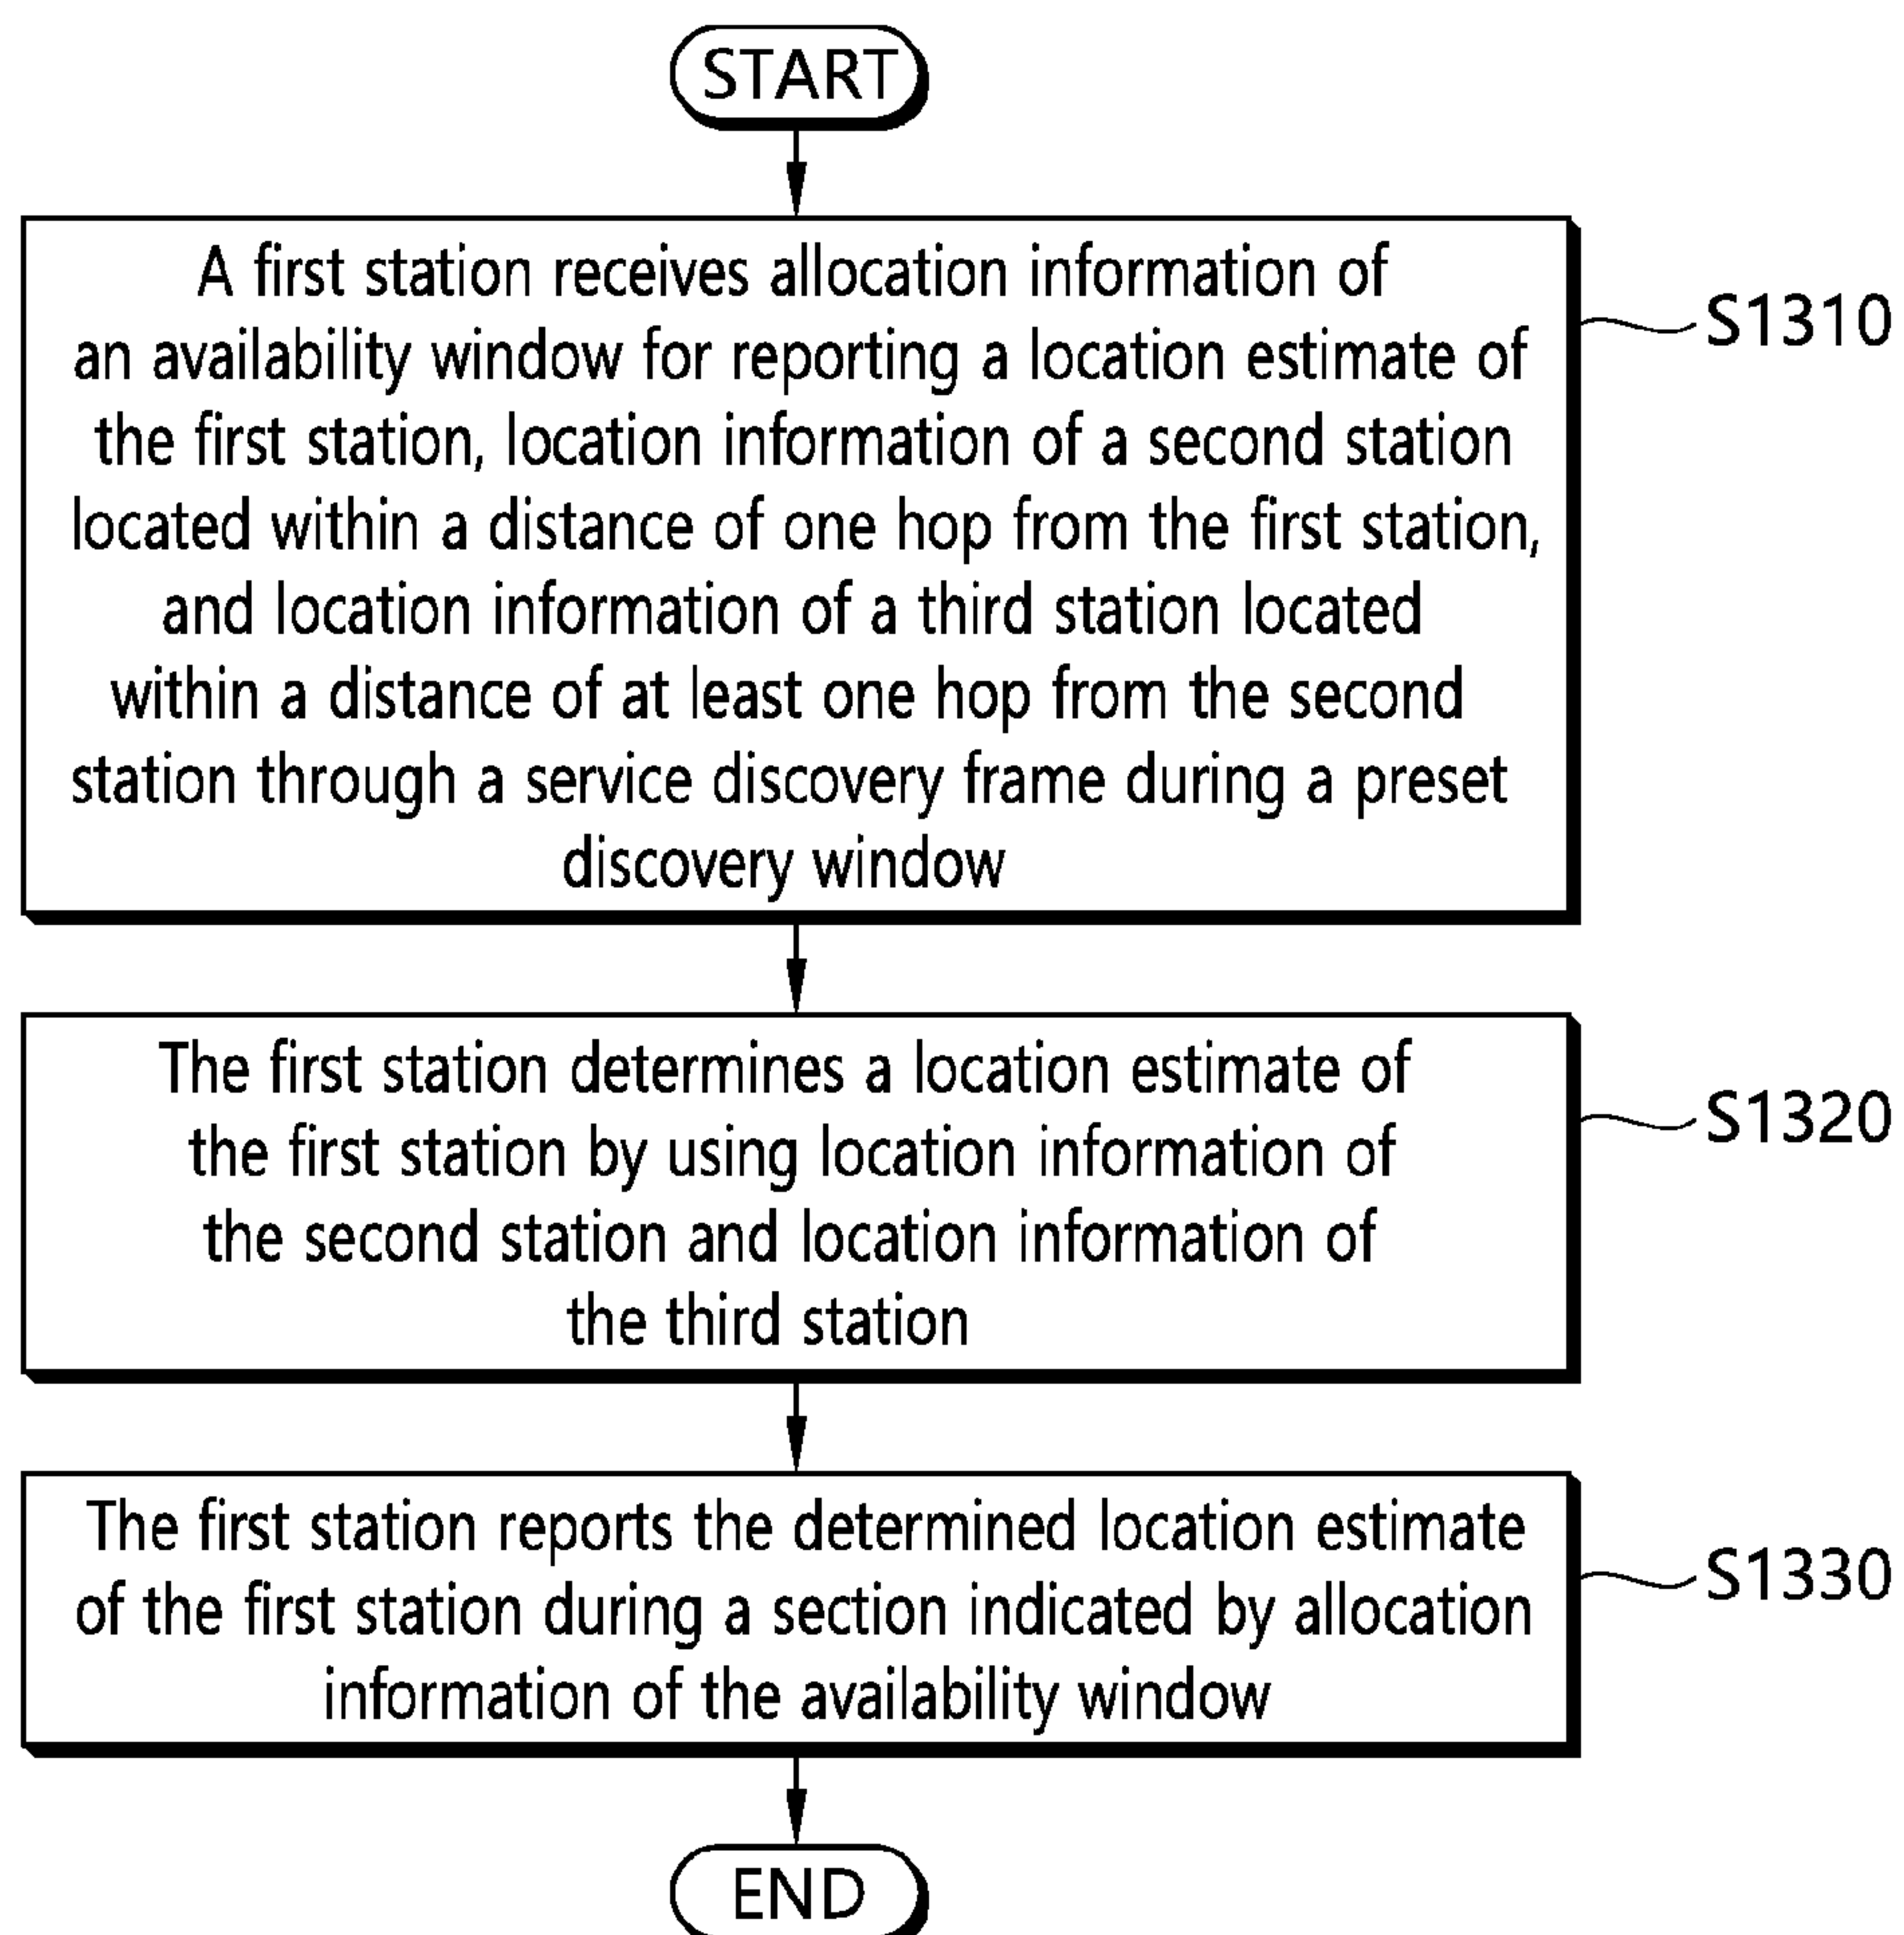 START
A first station receives allocation information of
an availability window for reporting a location estimate of
the first station, location information of a second station
located within a distance of one hop from the first station,
and location information of a third station located
within a distance of at least one hop from the second
station through a service discovery frame during a preset
discovery window
S1310
The first station determines a location estimate of
the first station by using location information of
the second station and location information of
the third station
S1320
The first station reports the determined location estimate
of the first station during a section indicated by allocation
information of the availability window
S1330
END